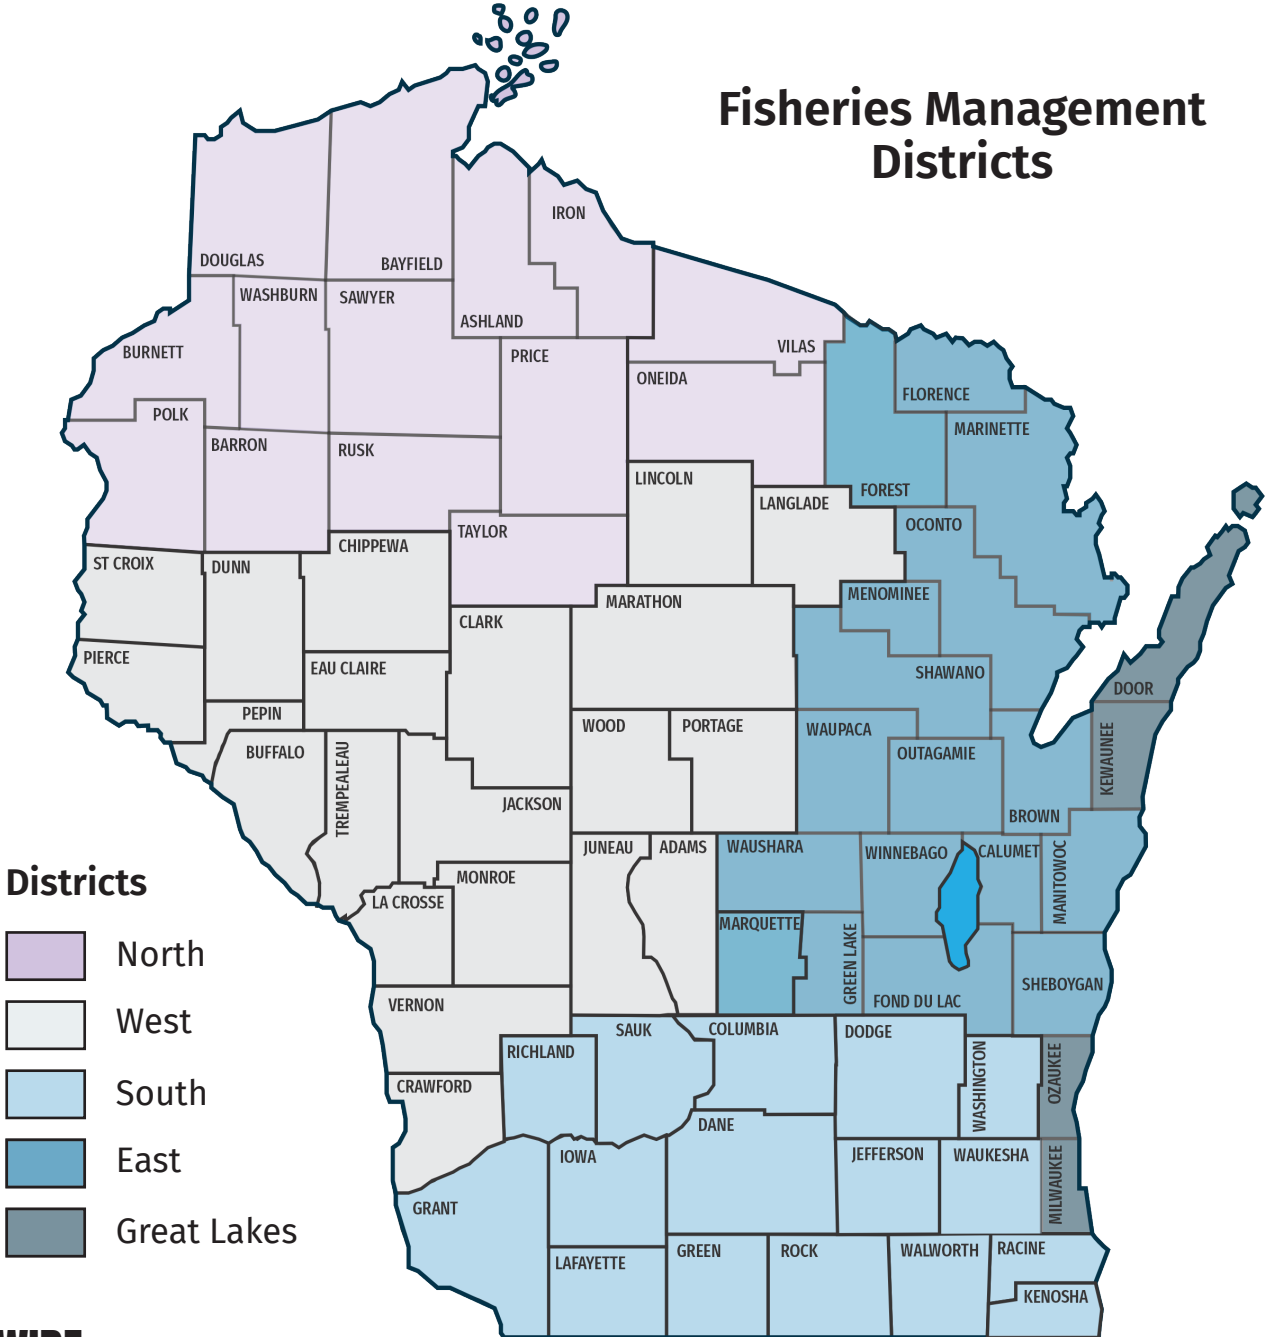 Fisheries Management
Districts
IRON
DOUGLAS
BAYFIELD
WASHBURN
SAWYER
ASHLAND
BURNETT
PRICE
VILAS
ONEIDA
FLORENCE
POLK
MARINETTE
BARRON
RUSK
LINCOLN
FOREST
LANGLADE
OCONTO
TAYLOR
CHIPPEWA
ST CROIX
DUNN
MENOMINEE
MARATHON
CLARK
PIERCE
EAU CLAIRE
SHAWANO
DOOR
PEPIN
WOOD
PORTAGE
WAUPACA
BUFFALO
OUTAGAMIE
KEWAUNEE
TREMPEALEAU
JACKSON
BROWN
JUNEAU
ADAMS
WAUSHARA
WINNEBAGO
CALUMET
MANITOWOC
MONROE
LA CROSSE
MARQUETTE
GREEN LAKE
SHEBOYGAN
FOND DU LAC
VERNON
SAUK
COLUMBIA
DODGE
RICHLAND
WASHINGTON
OZAUKEE
CRAWFORD
DANE
IOWA
JEFFERSON
WAUKESHA
MILWAUKEE
GRANT
LAFAYETTE
GREEN
ROCK
WALWORTH
RACINE
KENOSHA
Districts
North
West
South
East
Great Lakes